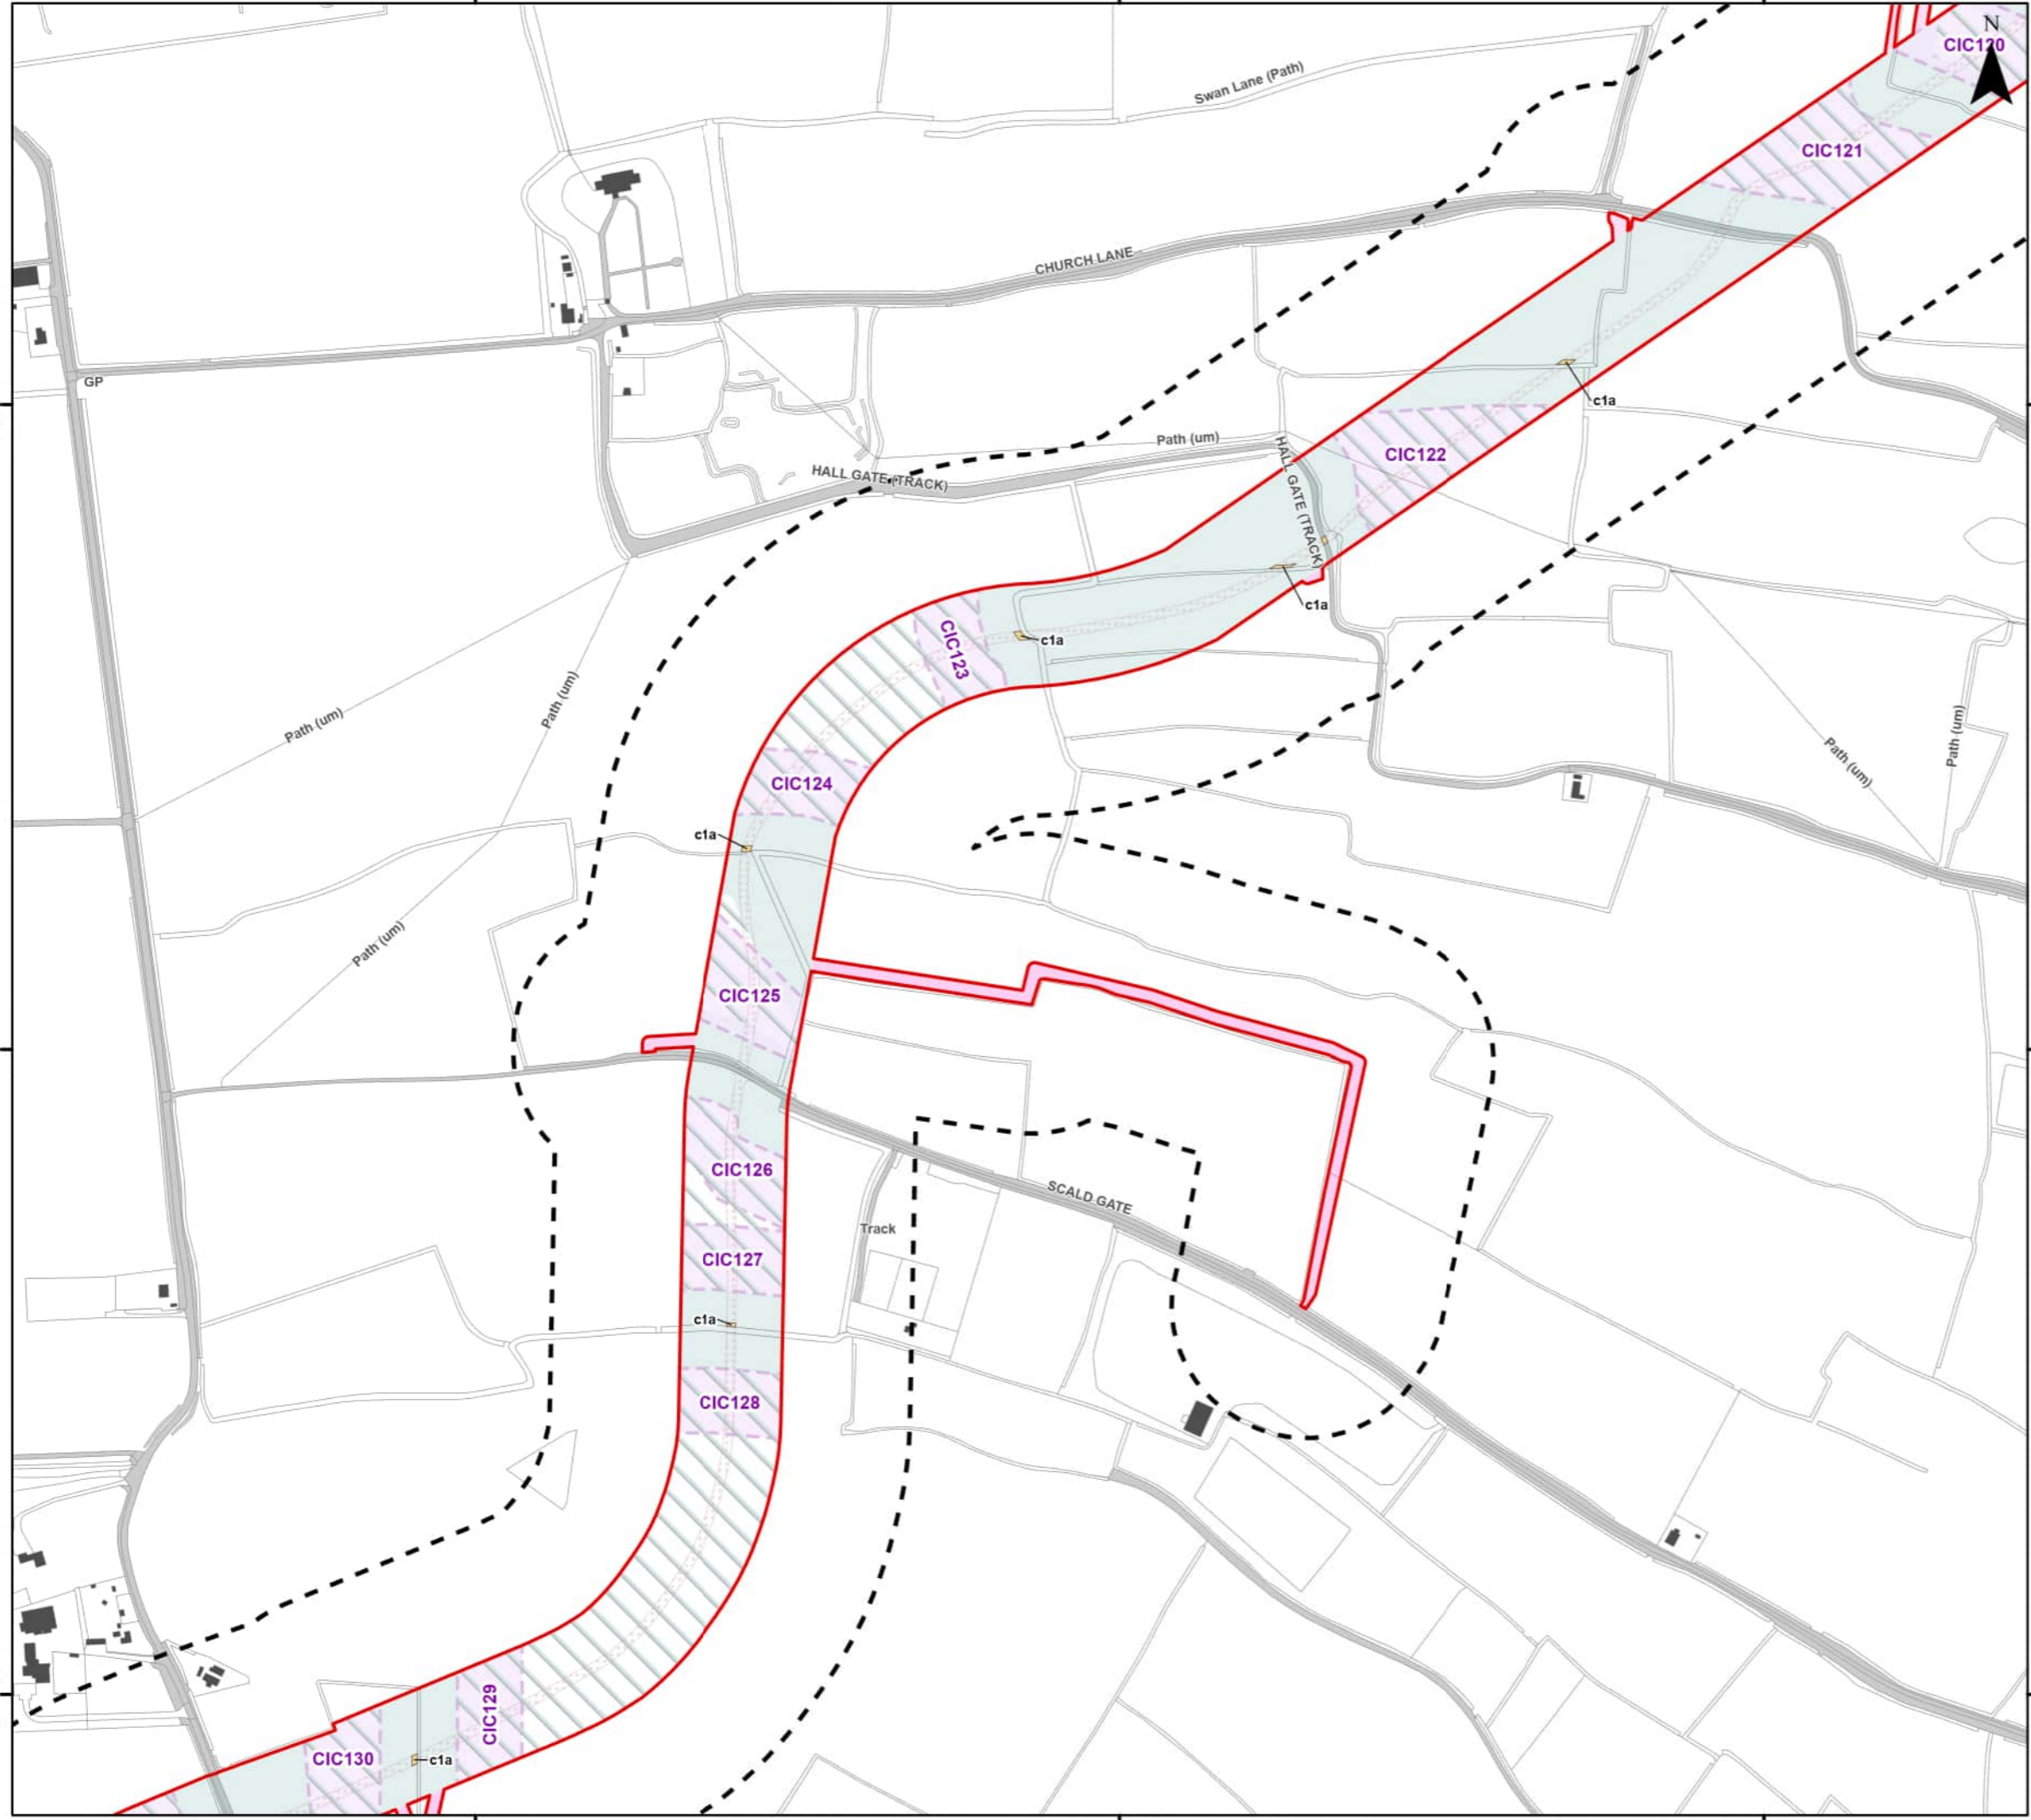 N
CIC120
Swan Lane (Path)
CIC121
CHURCH LANE
GP
c1a
Path (um)
HALL GATE (TRACK)
HALL GATE (TRACK)
CIC122
c1a
c1a
CIC123
Path (um)
Path (um)
Path (um)
Path (um)
CIC124
c1a
Path (um)
CIC125
CIC126
SCALD GATE
Track
CIC127
c1a
CIC128
CIC129
CIC130
c1a